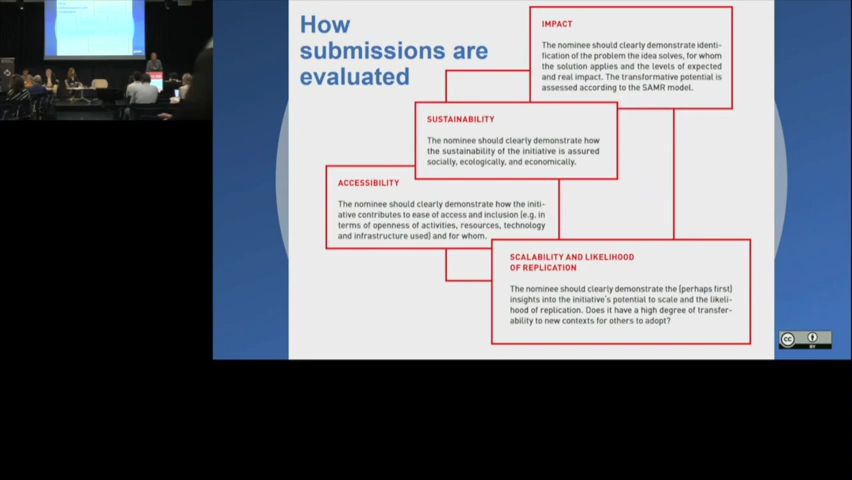 How
submissions are
evaluated
IMPACT
The nominee should clearly demonstrate identi-
fication of the problem the idea solves, for whom
the solution applies and the levels of expected
and real impact. The transformative potential is
assessed according to the SAMR model.
SUSTAINABILITY
The nominee should clearly demonstrate how
the sustainability of the initiative is assured
socially, ecologically, and economically.
ACCESSIBILITY
The nominee should clearly demonstrate how the initi-
ative contributes to ease of access and inclusion (e.g. in
terms of openness of activities, resources, technology
and infrastructure used) and for whom.
SCALABILITY AND LIKELIHOOD
OF REPLICATION
The nominee should clearly demonstrate the (perhaps first)
insights into the initiative's potential to scale and the likeli-
hood of replication. Does it have a high degree of transfer-
ability to new contexts for others to adopt?
cc
BY